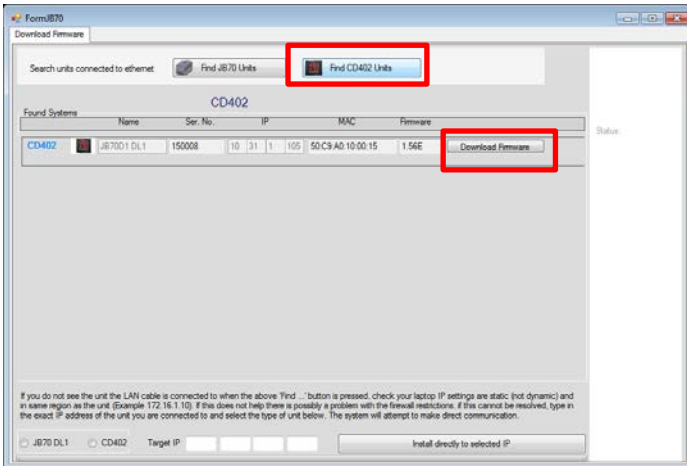 FormJB70
Download Firmware
Search units connected to ethernet
Find JB70 Units
Find CD402 Units
CD402
Found Systems
Name Ser. No. IP MAC Firmware
CD402 JB70D1 DL1 150008 10 31 1 105 50:C9:A0:10:00:15 1.56E Download Firmware
Status:
If you do not see the unit the LAN cable is connected to when the above 'Find ...' button is pressed, check your laptop IP settings are static (not dynamic) and
in same region as the unit (Example 172.16.1.10). If this does not help there is possibly a problem with the firewall restrictions. if this cannot be resolved, type in
the exact IP address of the unit you are connected to and select the type of unit below. The system will attempt to make direct communication.
JB70 DL1 CD402 Target IP Install directly to selected IP